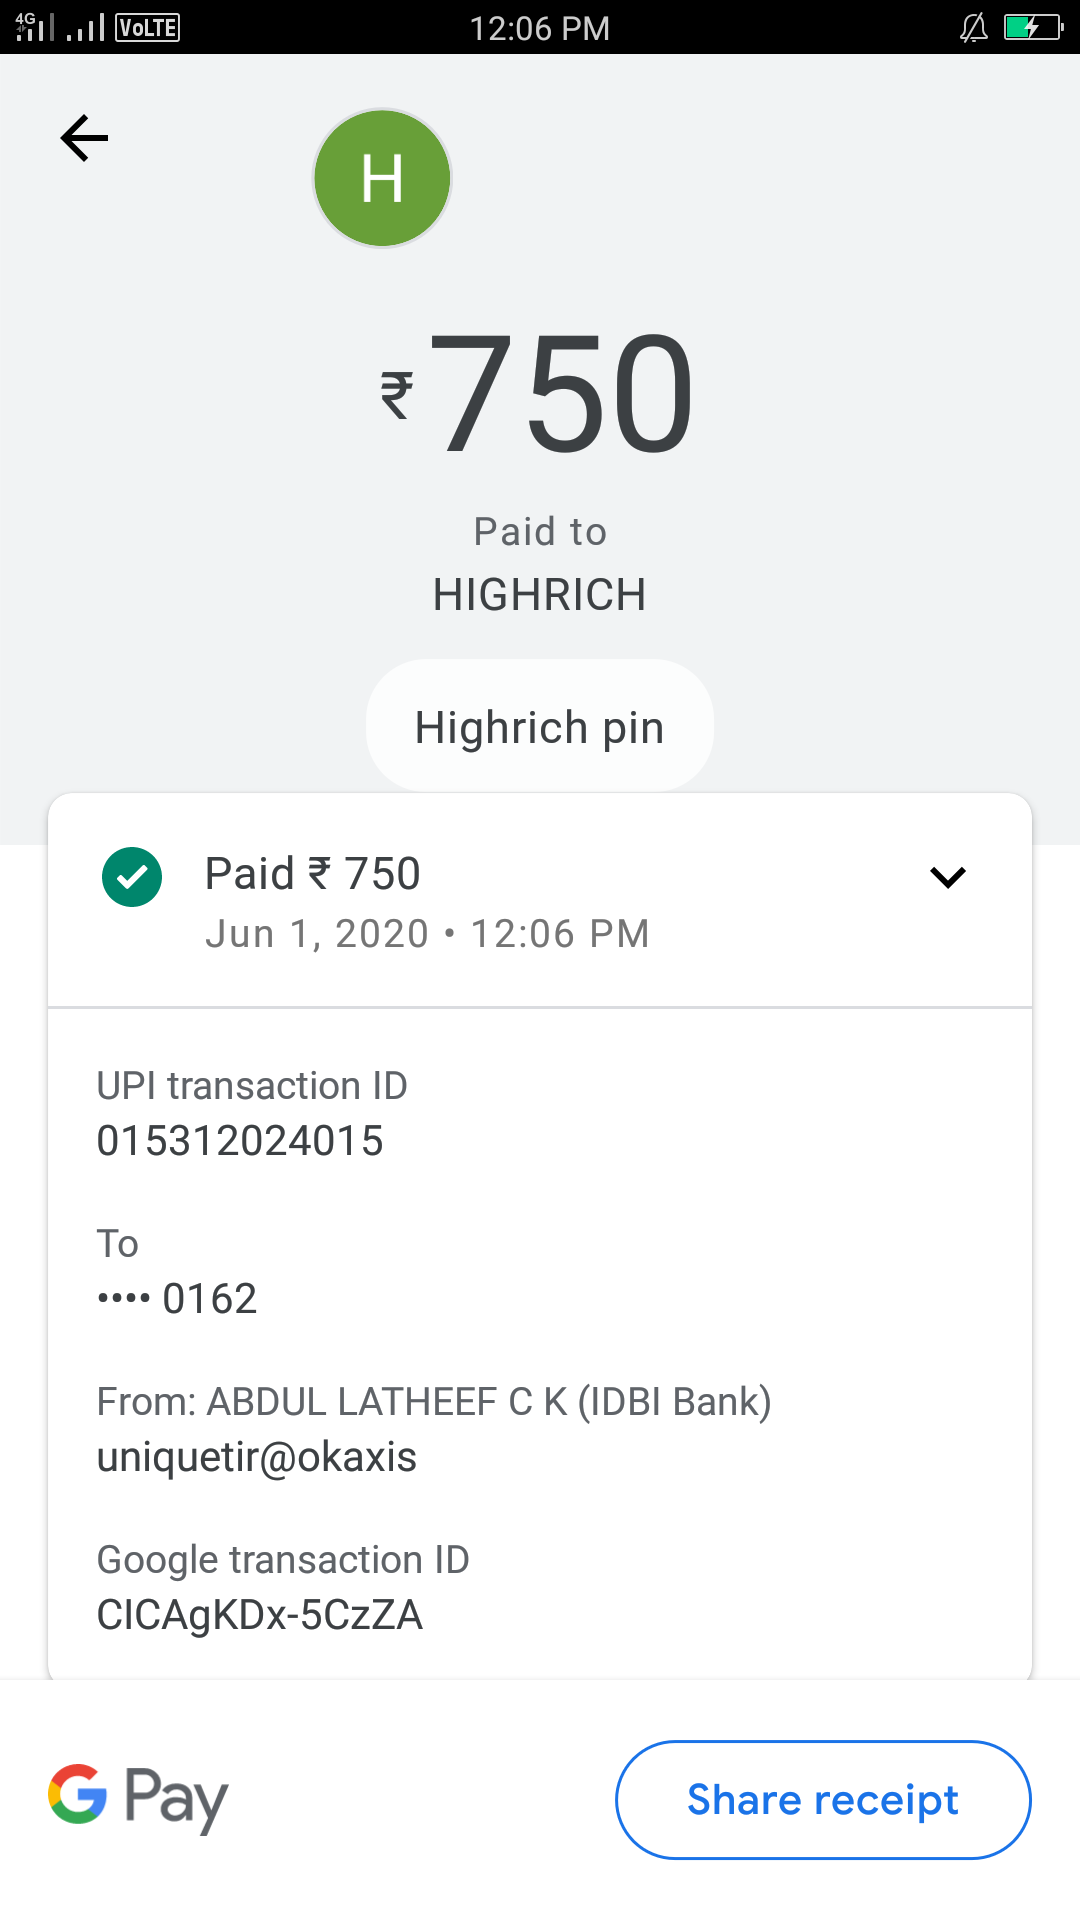 4G VoLTE 12:06 PM
H
₹750
Paid to
HIGHRICH
Highrich pin
Paid ₹ 750
Jun 1, 2020 • 12:06 PM
UPI transaction ID
015312024015
To
•••• 0162
From: ABDUL LATHEEF C K (IDBI Bank)
uniquetir@okaxis
Google transaction ID
CICAgKDx-5CzZA
G Pay
Share receipt